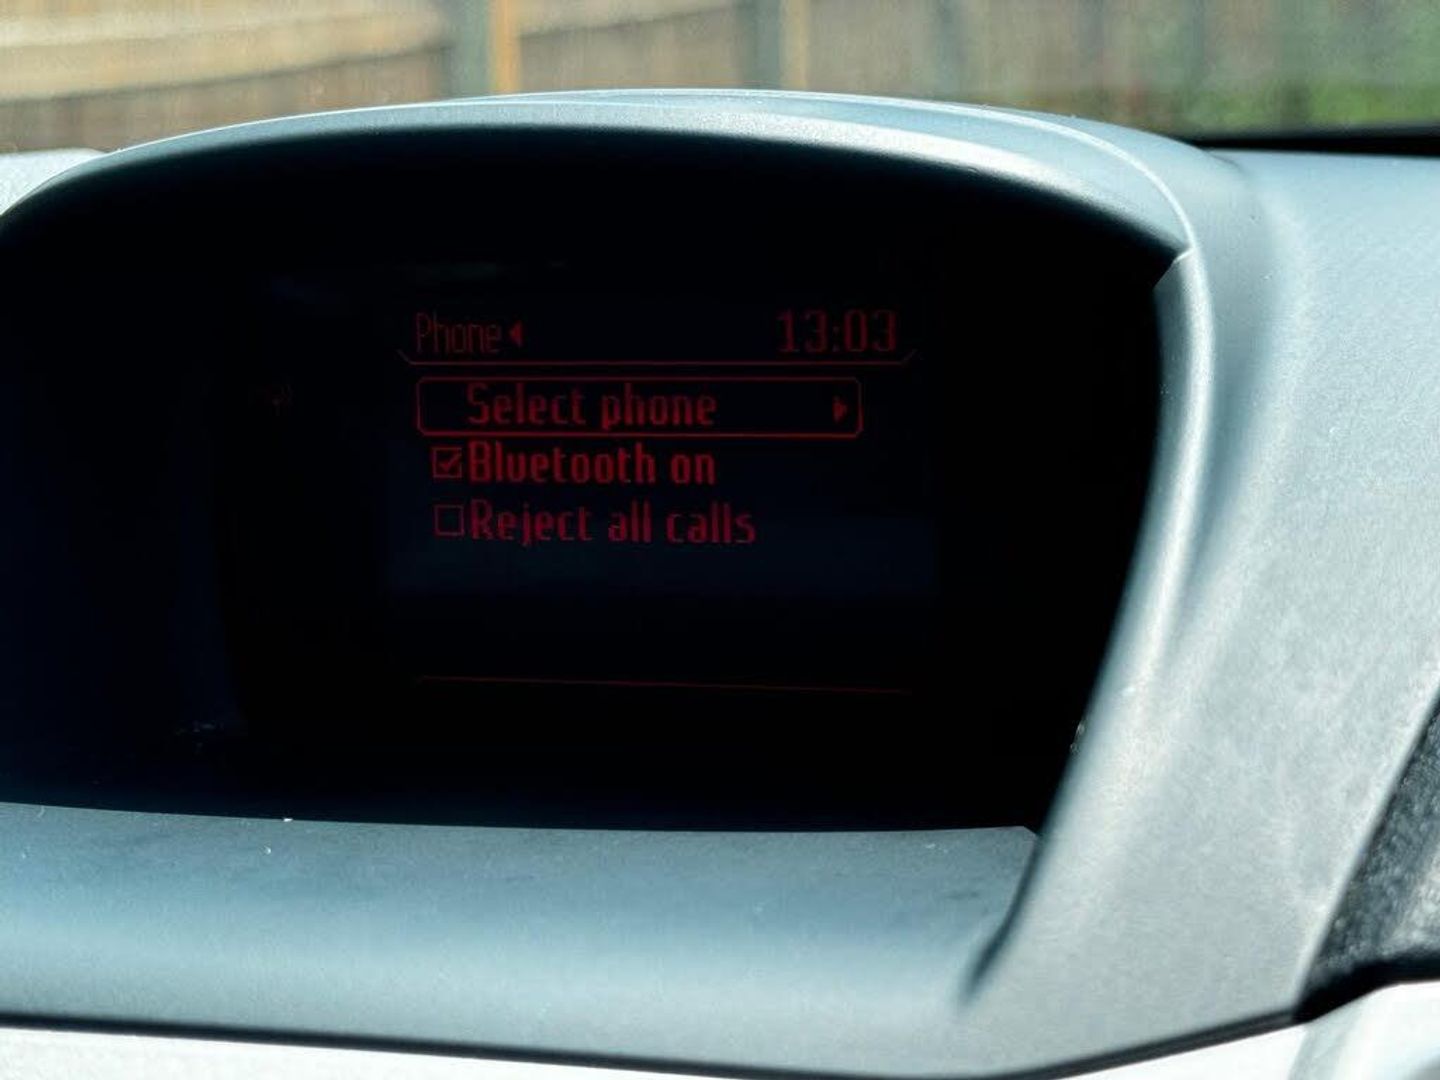 Phone 13:03
Select phone
Bluetooth on
Reject all calls